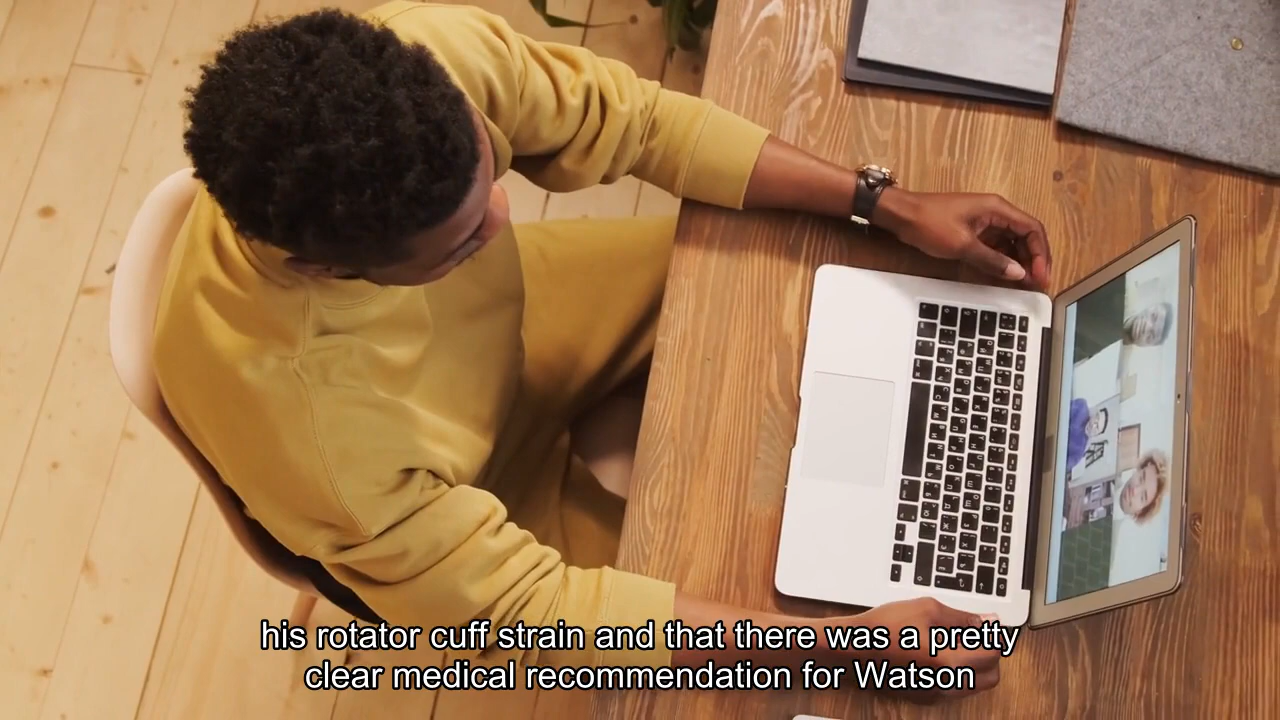 his rotator cuff strain and that there was a pretty
clear medical recommendation for Watson